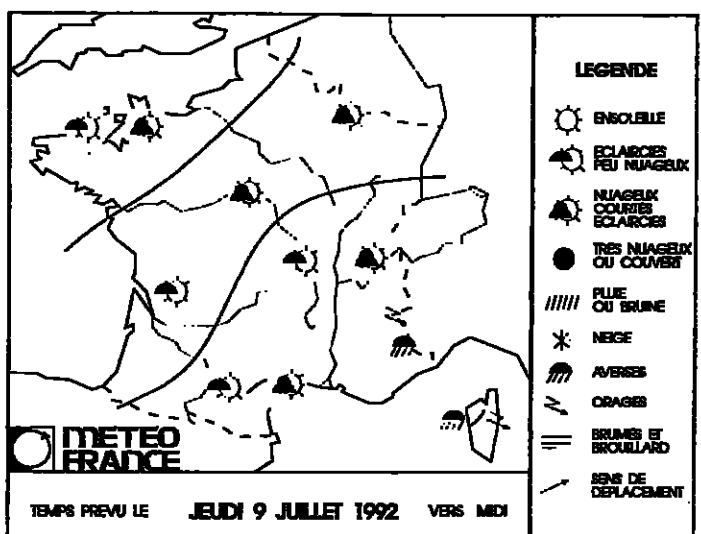 LEGENDE
ENSOLEILLE
ECLAIRCIES
PEU NUAGEUX
NUAGEUX
COURTES
ECLAIRCIES
TRES NUAGEUX
OU COUVERT
PLUIE
OU BRUINE
NEIGE
AVERSES
ORAGES
BRUMES ET
BROUILLARD
SENS DE
DEPLACEMENT
METEO
FRANCE
TEMPS PREVU LE JEUDI 9 JUILLET 1992 VERS MIDI